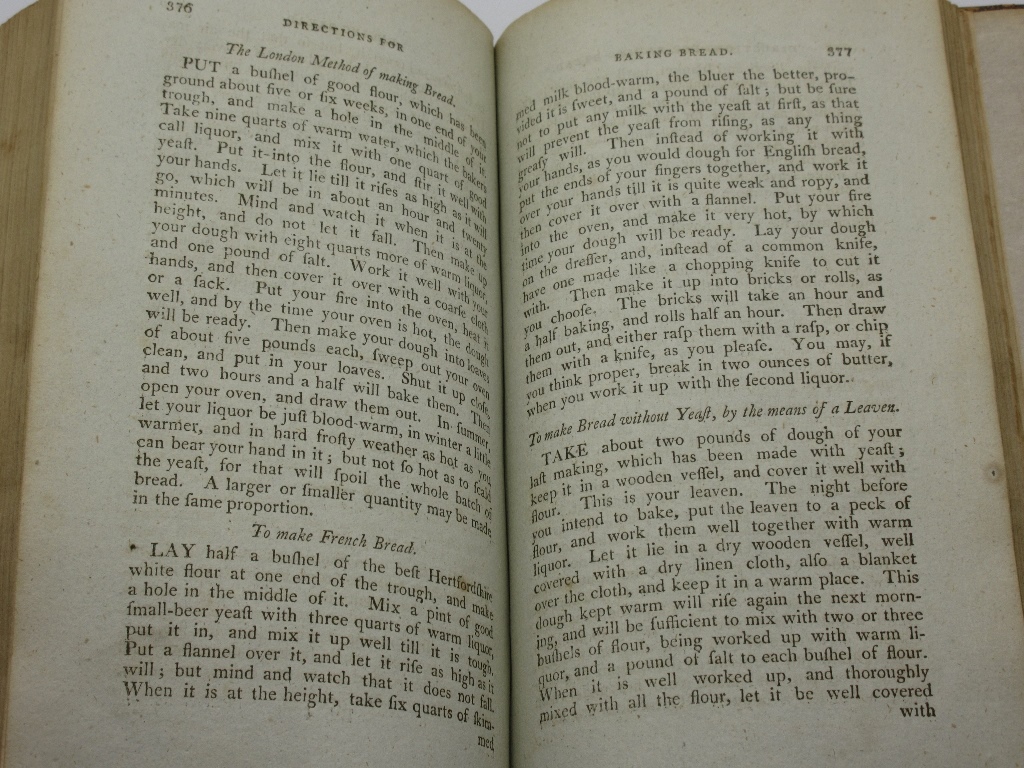 376
DIRECTIONS FOR
The London Method of making Bread.
PUT a buſhel of good flour, which has been
ground about five or ſix weeks, in one end of your
trough, and make a hole in the middle of it.
Take nine quarts of warm water, which the bakers
call liquor, and mix it with one quart of good
yeaſt. Put it into the flour, and ſtir it well with
your hands. Let it lie till it riſes as high as it will
go, which will be in about an hour and twenty
minutes. Mind and watch it when it is at the
height, and do not let it fall. Then make up
your dough with eight quarts more of warm liquor,
and one pound of ſalt. Work it well with your
hands, and then cover it over with a coarſe cloth
or a ſack. Put your fire into the oven, heat it
well, and by the time your oven is hot, the dough
will be ready. Then make your dough into loaves
of about five pounds each, ſweep out your oven
clean, and put in your loaves. Shut it up cloſe,
and two hours and a half will bake them. Then
open your oven, and draw them out. In ſummer,
let your liquor be juſt blood-warm, in winter a little
warmer, and in hard froſty weather as hot as you
can bear your hand in it; but not ſo hot as to ſcald
the yeaſt, for that will ſpoil the whole batch of
bread. A larger or ſmaller quantity may be made
in the ſame proportion.
To make French Bread.
LAY half a buſhel of the beſt Hertfordſhire
white flour at one end of the trough, and make
a hole in the middle of it. Mix a pint of good
ſmall-beer yeaſt with three quarts of warm liquor,
put it in, and mix it up well till it is tough.
Put a flannel over it, and let it riſe as high as it
will; but mind and watch that it does not fall.
When it is at the height, take ſix quarts of ſkim-
med
BAKING BREAD.
377
med milk blood-warm, the bluer the better, pro-
vided it is ſweet, and a pound of ſalt; but be ſure
not to put any milk with the yeaſt at firſt, as that
will prevent the yeaſt from riſing, as any thing
greaſy will. Then inſtead of working it with
your hands, as you would dough for Engliſh bread,
put the ends of your fingers together, and work it
over your hands till it is quite weak and ropy, and
then cover it over with a flannel. Put your fire
into the oven, and make it very hot, by which
time your dough will be ready. Lay your dough
on the dreſſer, and, inſtead of a common knife,
have one made like a chopping knife to cut it
with. Then make it up into bricks or rolls, as
you chooſe. The bricks will take an hour and
a half baking, and rolls half an hour. Then draw
them out, and either raſp them with a raſp, or chip
them with a knife, as you pleaſe. You may, if
you think proper, break in two ounces of butter,
when you work it up with the ſecond liquor.
To make Bread without Yeaſt, by the means of a Leaven.
TAKE about two pounds of dough of your
laſt making, which has been made with yeaſt;
keep it in a wooden veſſel, and cover it well with
flour. This is your leaven. The night before
you intend to bake, put the leaven to a peck of
flour, and work them well together with warm
liquor. Let it lie in a dry wooden veſſel, well
covered with a dry linen cloth, alſo a blanket
over the cloth, and keep it in a warm place. This
dough kept warm will riſe again the next morn-
ing, and will be ſufficient to mix with two or three
buſhels of flour, being worked up with warm li-
quor, and a pound of ſalt to each buſhel of flour.
When it is well worked up, and thoroughly
mixed with all the flour, let it be well covered
with